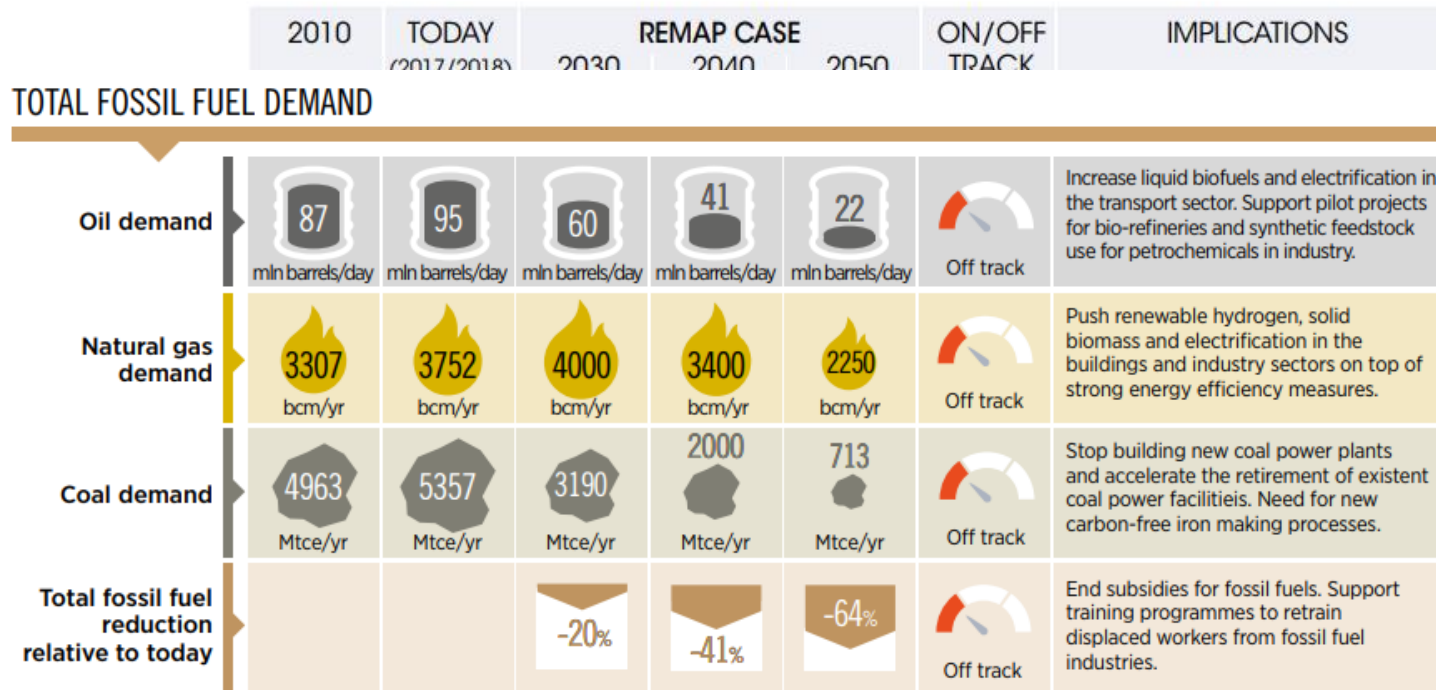 2010 TODAY REMAP CASE ON/OFF IMPLICATIONS
(2017/2018) 2030 2040 2050 TRACK
TOTAL FOSSIL FUEL DEMAND
Oil demand
87
mln barrels/day
95
mln barrels/day
60
mln barrels/day
41
mln barrels/day
22
mln barrels/day
Off track
Increase liquid biofuels and electrification in
the transport sector. Support pilot projects
for bio-refineries and synthetic feedstock
use for petrochemicals in industry.
Natural gas
demand
3307
bcm/yr
3752
bcm/yr
4000
bcm/yr
3400
bcm/yr
2250
bcm/yr
Off track
Push renewable hydrogen, solid
biomass and electrification in the
buildings and industry sectors on top of
strong energy efficiency measures.
Coal demand
4963
Mtce/yr
5357
Mtce/yr
3190
Mtce/yr
2000
Mtce/yr
713
Mtce/yr
Off track
Stop building new coal power plants
and accelerate the retirement of existent
coal power facilitieis. Need for new
carbon-free iron making processes.
Total fossil fuel
reduction
relative to today
-20%
-41%
-64%
Off track
End subsidies for fossil fuels. Support
training programmes to retrain
displaced workers from fossil fuel
industries.